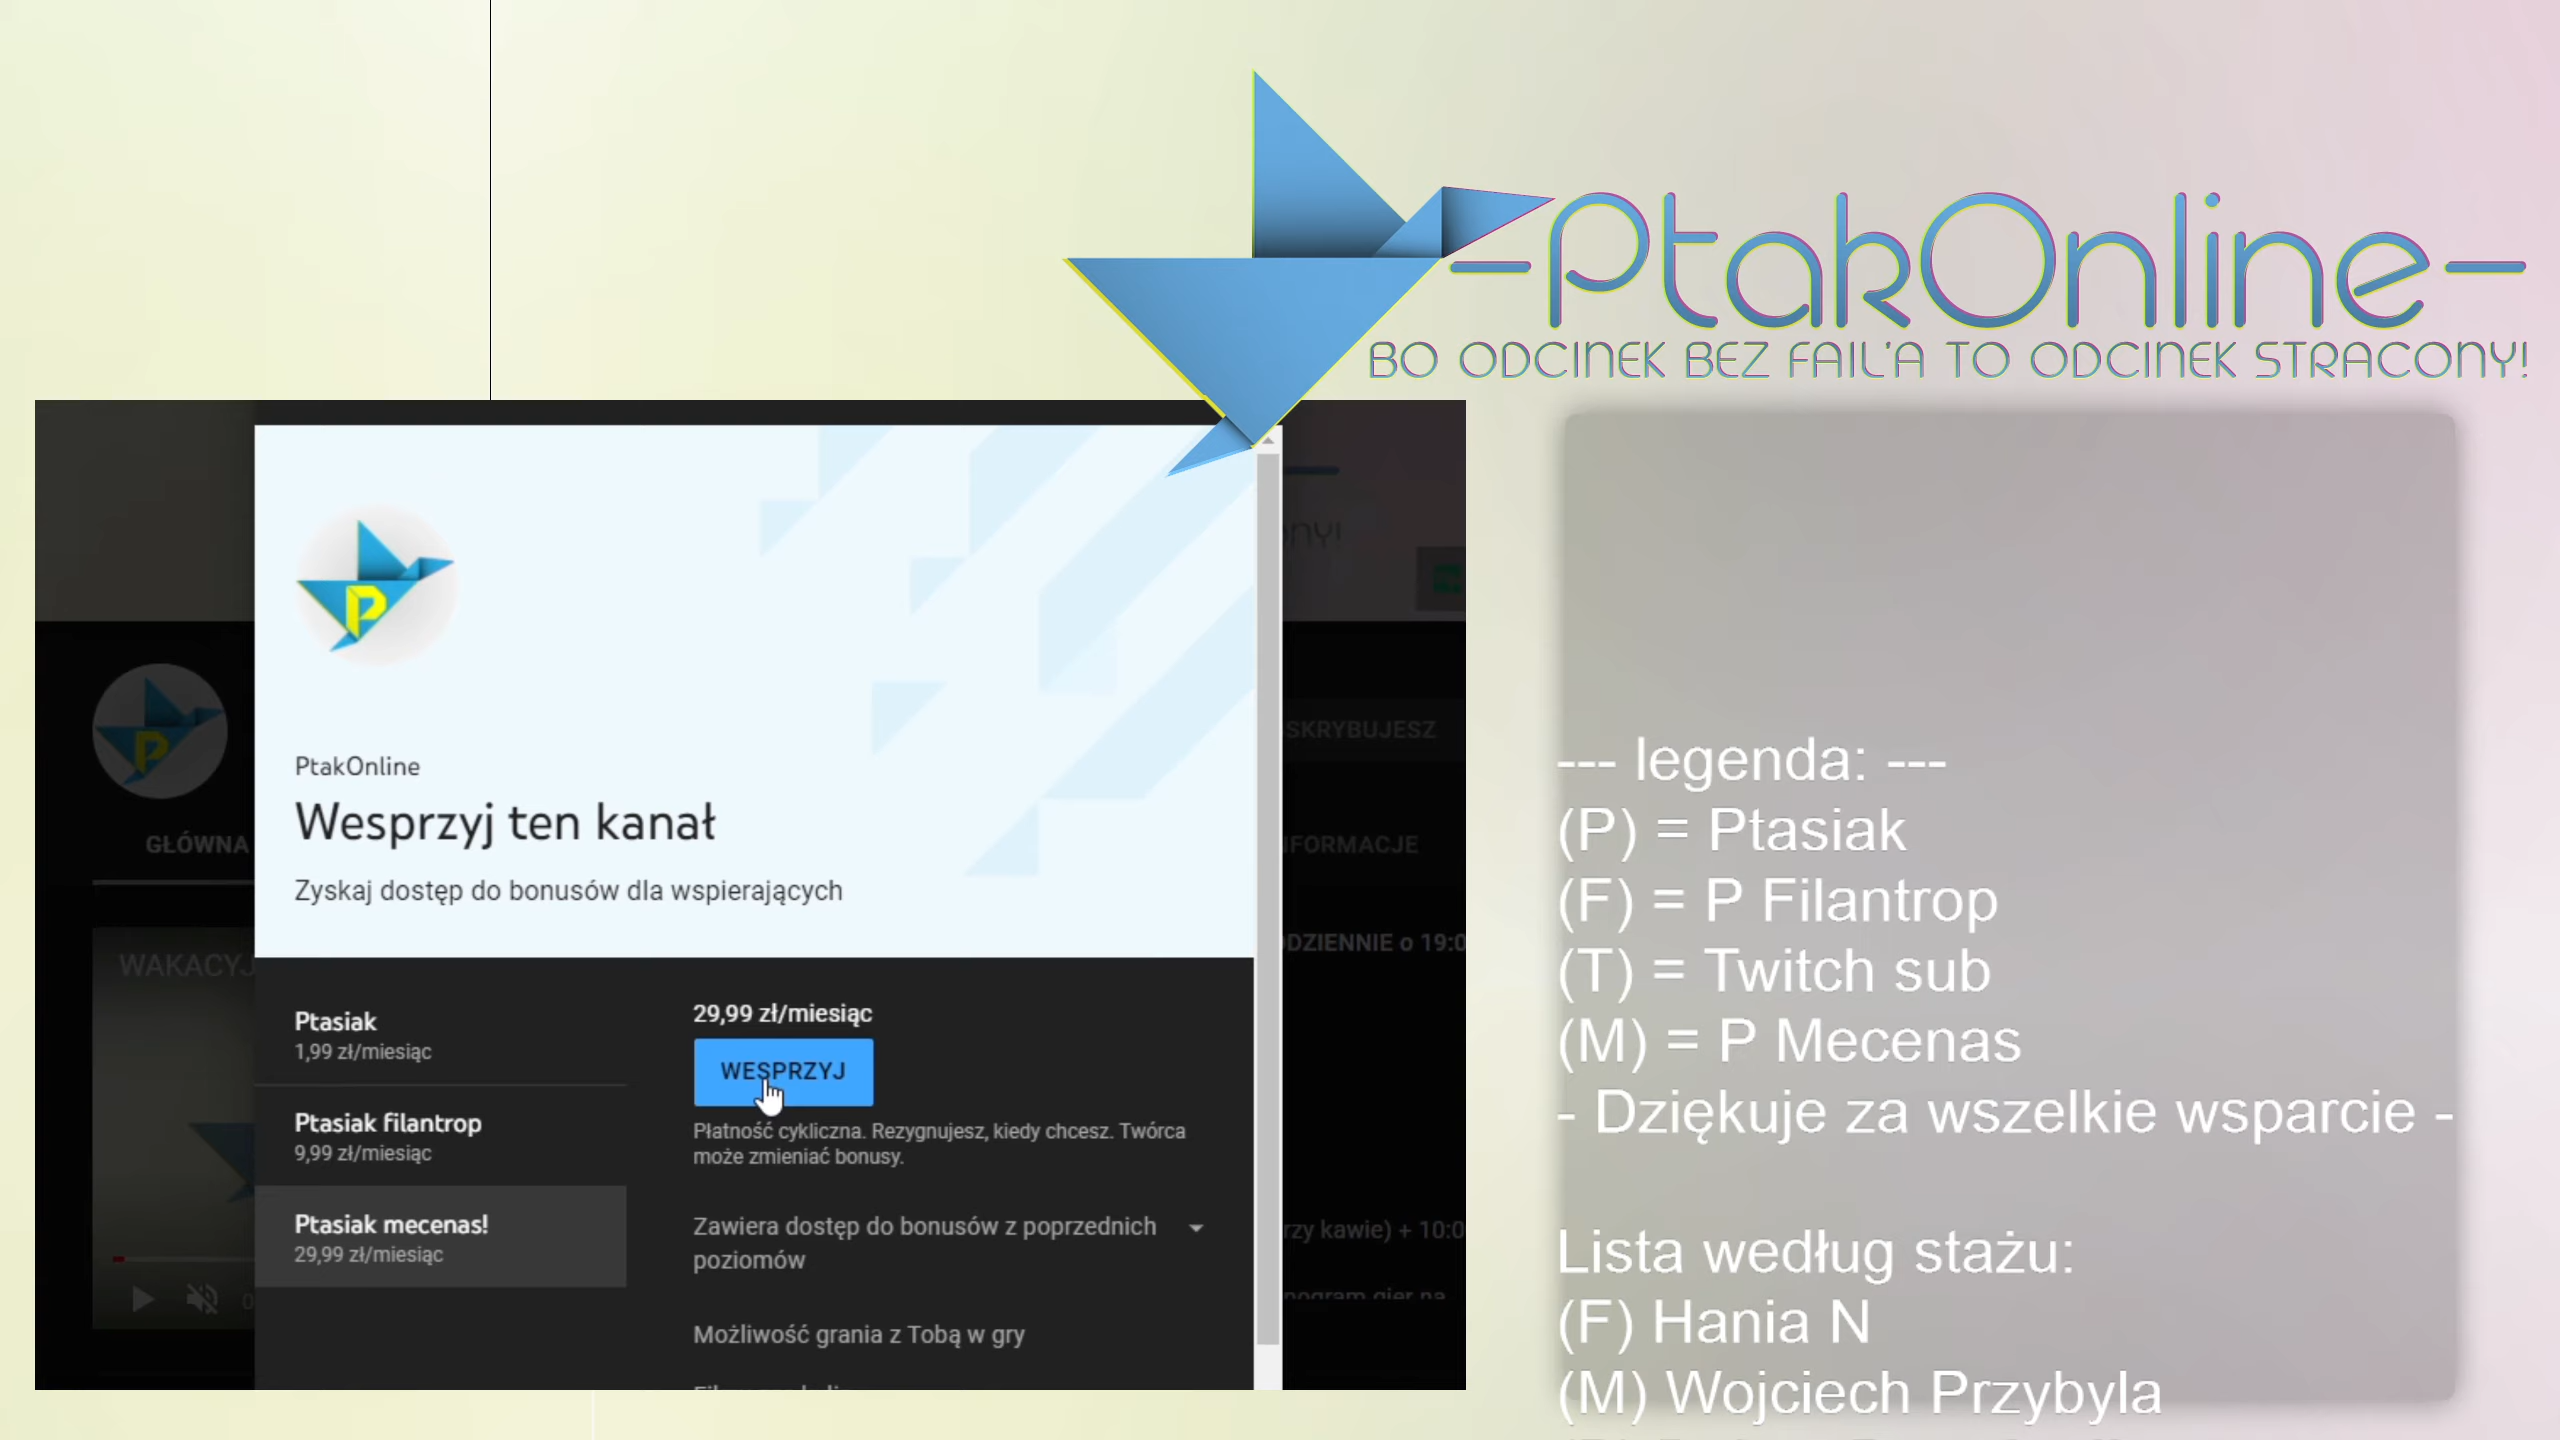 -PtakOnline-
BO ODCINEK BEZ FAIL'A TO ODCINEK STRACONY!
NY!
P
PtakOnline
Wesprzyj ten kanał
Zyskaj dostęp do bonusów dla wspierających
SKRYBUJESZ
GŁÓWNA
FORMACJE
DZIENNIE o 19:0
WAKACYJ
Ptasiak
1,99 zł/miesiąc
Ptasiak filantrop
9,99 zł/miesiąc
Ptasiak mecenas!
29,99 zł/miesiąc
29,99 zł/miesiąc
WESPRZYJ
Płatność cykliczna. Rezygnujesz, kiedy chcesz. Twórca
może zmieniać bonusy.
Zawiera dostęp do bonusów z poprzednich
poziomów
Możliwość grania z Tobą w gry
rzy kawie) + 10:0
--- legenda: ---
(P) = Ptasiak
(F) = P Filantrop
(T) = Twitch sub
(M) = P Mecenas
- Dziękuje za wszelkie wsparcie -
Lista według stażu:
(F) Hania N
(M) Wojciech Przybyla